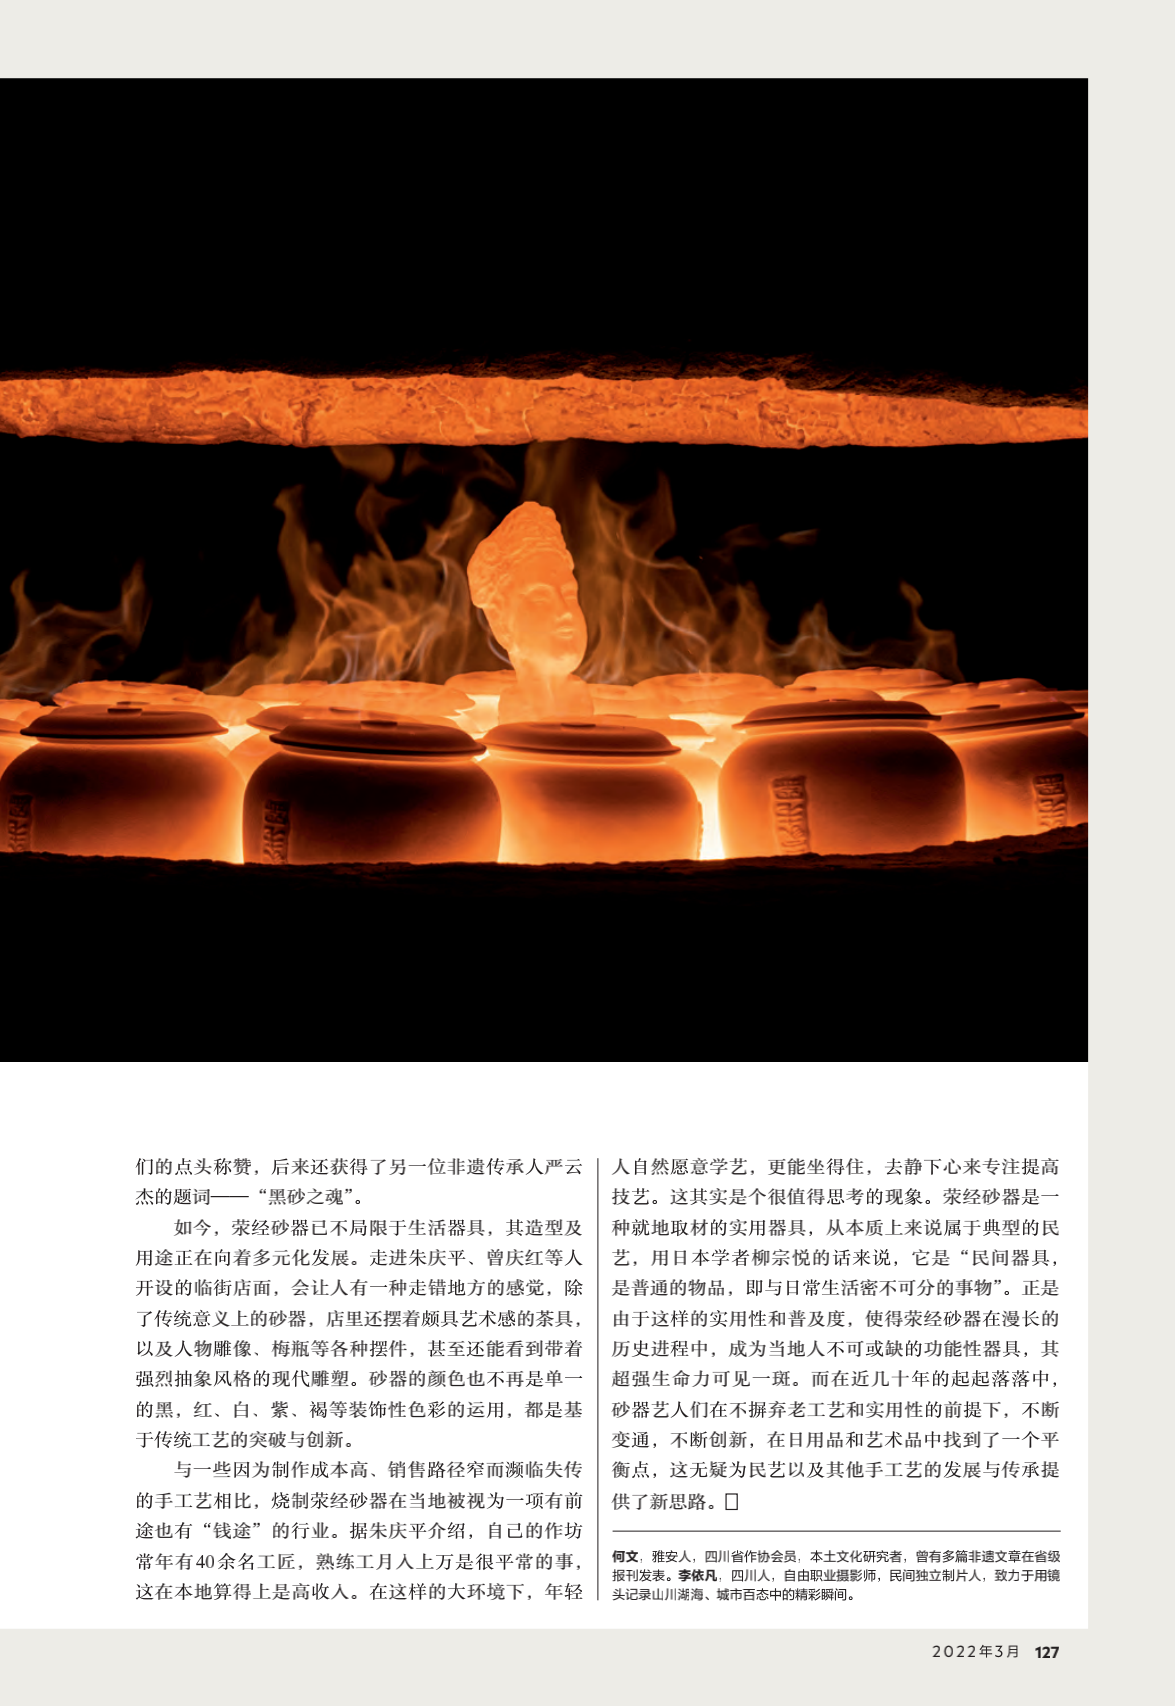 们的点头称赞，后来还获得了另一位非遗传承人严云
杰的题词——“黑砂之魂”。
如今，荥经砂器已不局限于生活器具，其造型及
用途正在向着多元化发展。走进朱庆平、曾庆红等人
开设的临街店面，会让人有一种走错地方的感觉，除
了传统意义上的砂器，店里还摆着颇具艺术感的茶具，
以及人物雕像、梅瓶等各种摆件，甚至还能看到带着
强烈抽象风格的现代雕塑。砂器的颜色也不再是单一
的黑，红、白、紫、褐等装饰性色彩的运用，都是基
于传统工艺的突破与创新。
与一些因为制作成本高、销售路径窄而濒临失传
的手工艺相比，烧制荥经砂器在当地被视为一项有前
途也有“钱途”的行业。据朱庆平介绍，自己的作坊
常年有40余名工匠，熟练工月入上万是很平常的事，
这在本地算得上是高收入。在这样的大环境下，年轻
人自然愿意学艺，更能坐得住，去静下心来专注提高
技艺。这其实是个很值得思考的现象。荥经砂器是一
种就地取材的实用器具，从本质上来说属于典型的民
艺，用日本学者柳宗悦的话来说，它是“民间器具，
是普通的物品，即与日常生活密不可分的事物”。正是
由于这样的实用性和普及度，使得荥经砂器在漫长的
历史进程中，成为当地人不可或缺的功能性器具，其
超强生命力可见一斑。而在近几十年的起起落落中，
砂器艺人们在不摒弃老工艺和实用性的前提下，不断
变通，不断创新，在日用品和艺术品中找到了一个平
衡点，这无疑为民艺以及其他手工艺的发展与传承提
供了新思路。□
何文，雅安人，四川省作协会员，本土文化研究者，曾有多篇非遗文章在省级
报刊发表。李依凡，四川人，自由职业摄影师，民间独立制片人，致力于用镜
头记录山川湖海、城市百态中的精彩瞬间。
2022年3月 127